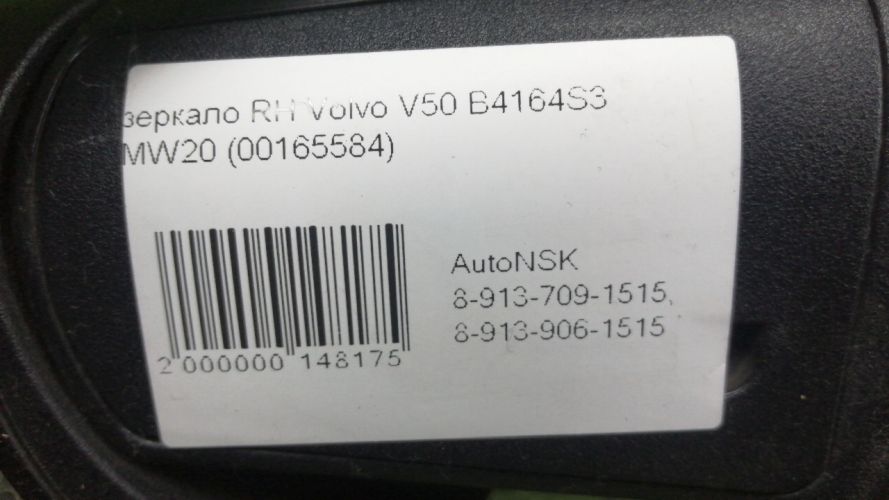 зеркало RH Volvo V50 B4164S3
MW20 (00165584)
AutoNSK
8-913-709-1515,
8-913-906-1515
2 000000 148175